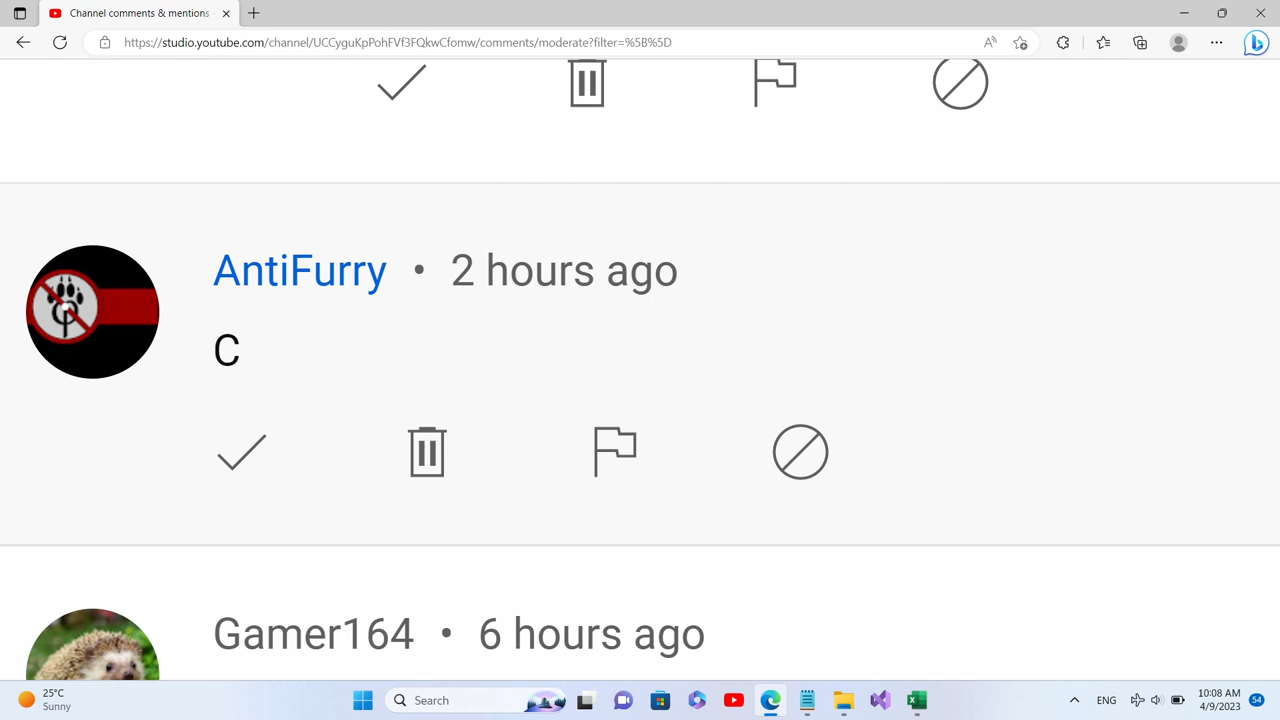 Channel comments & mentions
https://studio.youtube.com/channel/UCCyguKpPohFVf3FQkwCfomw/comments/moderate?filter=%5B%5D
AntiFurry • 2 hours ago
C
Gamer164 • 6 hours ago
25°C
Sunny
Search
ENG
10:08 AM
4/9/2023
54